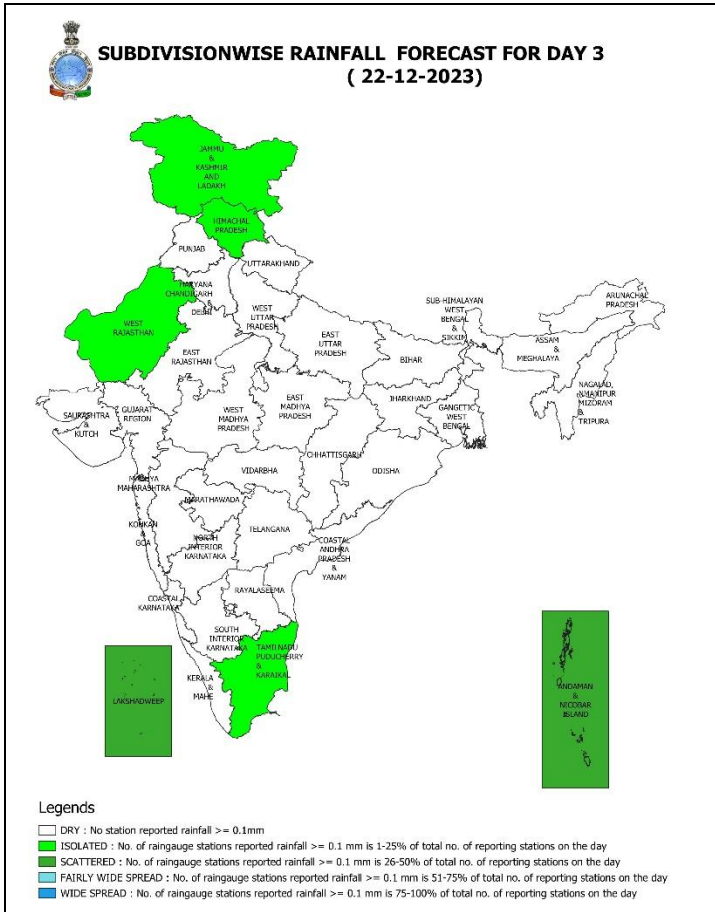 SUBDIVISIONWISE RAINFALL FORECAST FOR DAY 3
( 22-12-2023)
JAMMU
&
KASHMIR
AND
LADAKH
HIMACHAL
PRADESH
PUNJAB
UTTARAKHAND
HARYANA
CHANDIGARH
&
DELHI
WEST
RAJASTHAN
WEST
UTTAR
PRADESH
EAST
UTTAR
PRADESH
SUB-HIMALAYAN
WEST
BENGAL
&
SIKKIM
ARUNACHAL
PRADESH
ASSAM
&
MEGHALAYA
EAST
RAJASTHAN
BIHAR
NAGALAD,
MANIPUR
MIZORAM
&
TRIPURA
SAURASHTRA
&
KUTCH
GUJARAT
REGION
WEST
MADHYA
PRADESH
EAST
MADHYA
PRADESH
JHARKHAND
GANGETIC
WEST
BENGAL
CHHATTISGARH
ODISHA
VIDARBHA
MADHYA
MAHARASHTRA
MARATHAWADA
KONKAN
&
GOA
TELANGANA
NORTH
INTERIOR
KARNATAKA
COASTAL
ANDHRA
PRADESH
&
YANAM
RAYALASEEMA
COASTAL
KARNATAKA
SOUTH
INTERIOR
KARNATAKA
TAMILNADU
PUDUCHERRY
&
KARAIKAL
KERALA
&
MAHE
LAKSHADWEEP
ANDAMAN
&
NICOBAR
ISLAND
Legends
DRY : No station reported rainfall >= 0.1mm
ISOLATED : No. of raingauge stations reported rainfall >= 0.1 mm is 1-25% of total no. of reporting stations on the day
SCATTERED : No. of raingauge stations reported rainfall >= 0.1 mm is 26-50% of total no. of reporting stations on the day
FAIRLY WIDE SPREAD : No. of raingauge stations reported rainfall >= 0.1 mm is 51-75% of total no. of reporting stations on the day
WIDE SPREAD : No. of raingauge stations reported rainfall >= 0.1 mm is 75-100% of total no. of reporting stations on the day